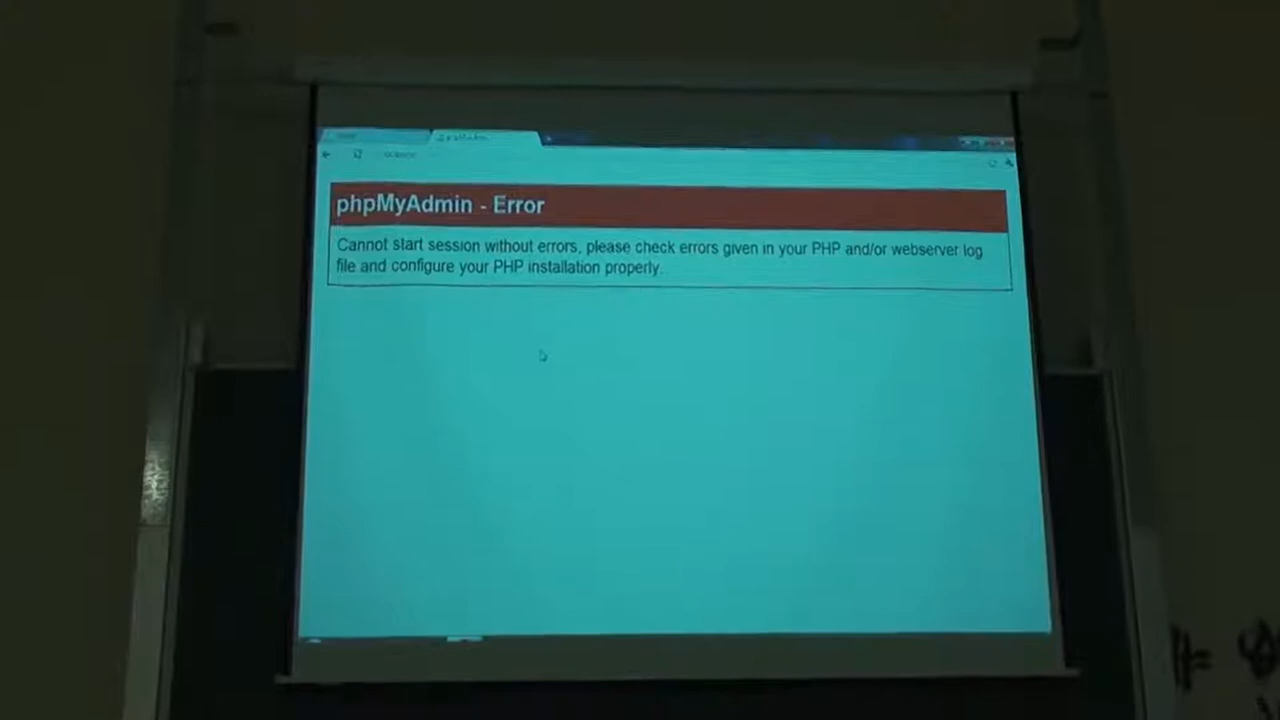 phpMyAdmin - Error
Cannot start session without errors, please check errors given in your PHP and/or webserver log
file and configure your PHP installation properly.